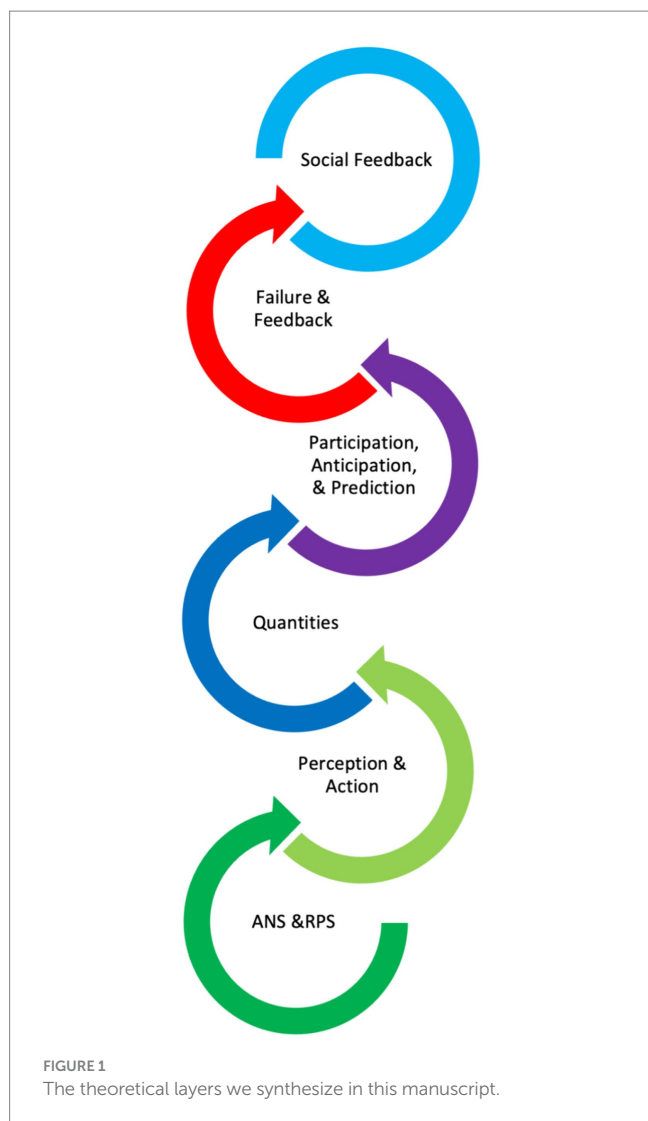 Social Feedback
Failure &
Feedback
Participation,
Anticipation,
& Prediction
Quantities
Perception &
Action
ANS &RPS
FIGURE 1
The theoretical layers we synthesize in this manuscript.